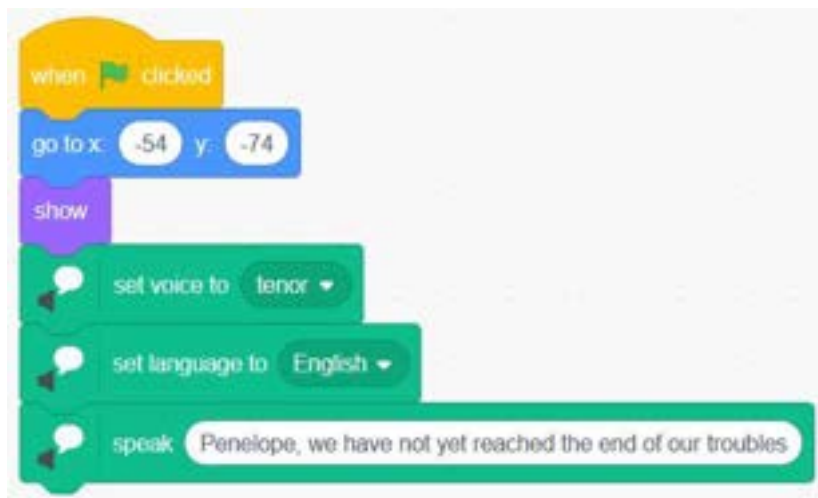 when clicked
go to x: -54 y: -74
show
set voice to tenor
set language to English
speak Penelope, we have not yet reached the end of our troubles